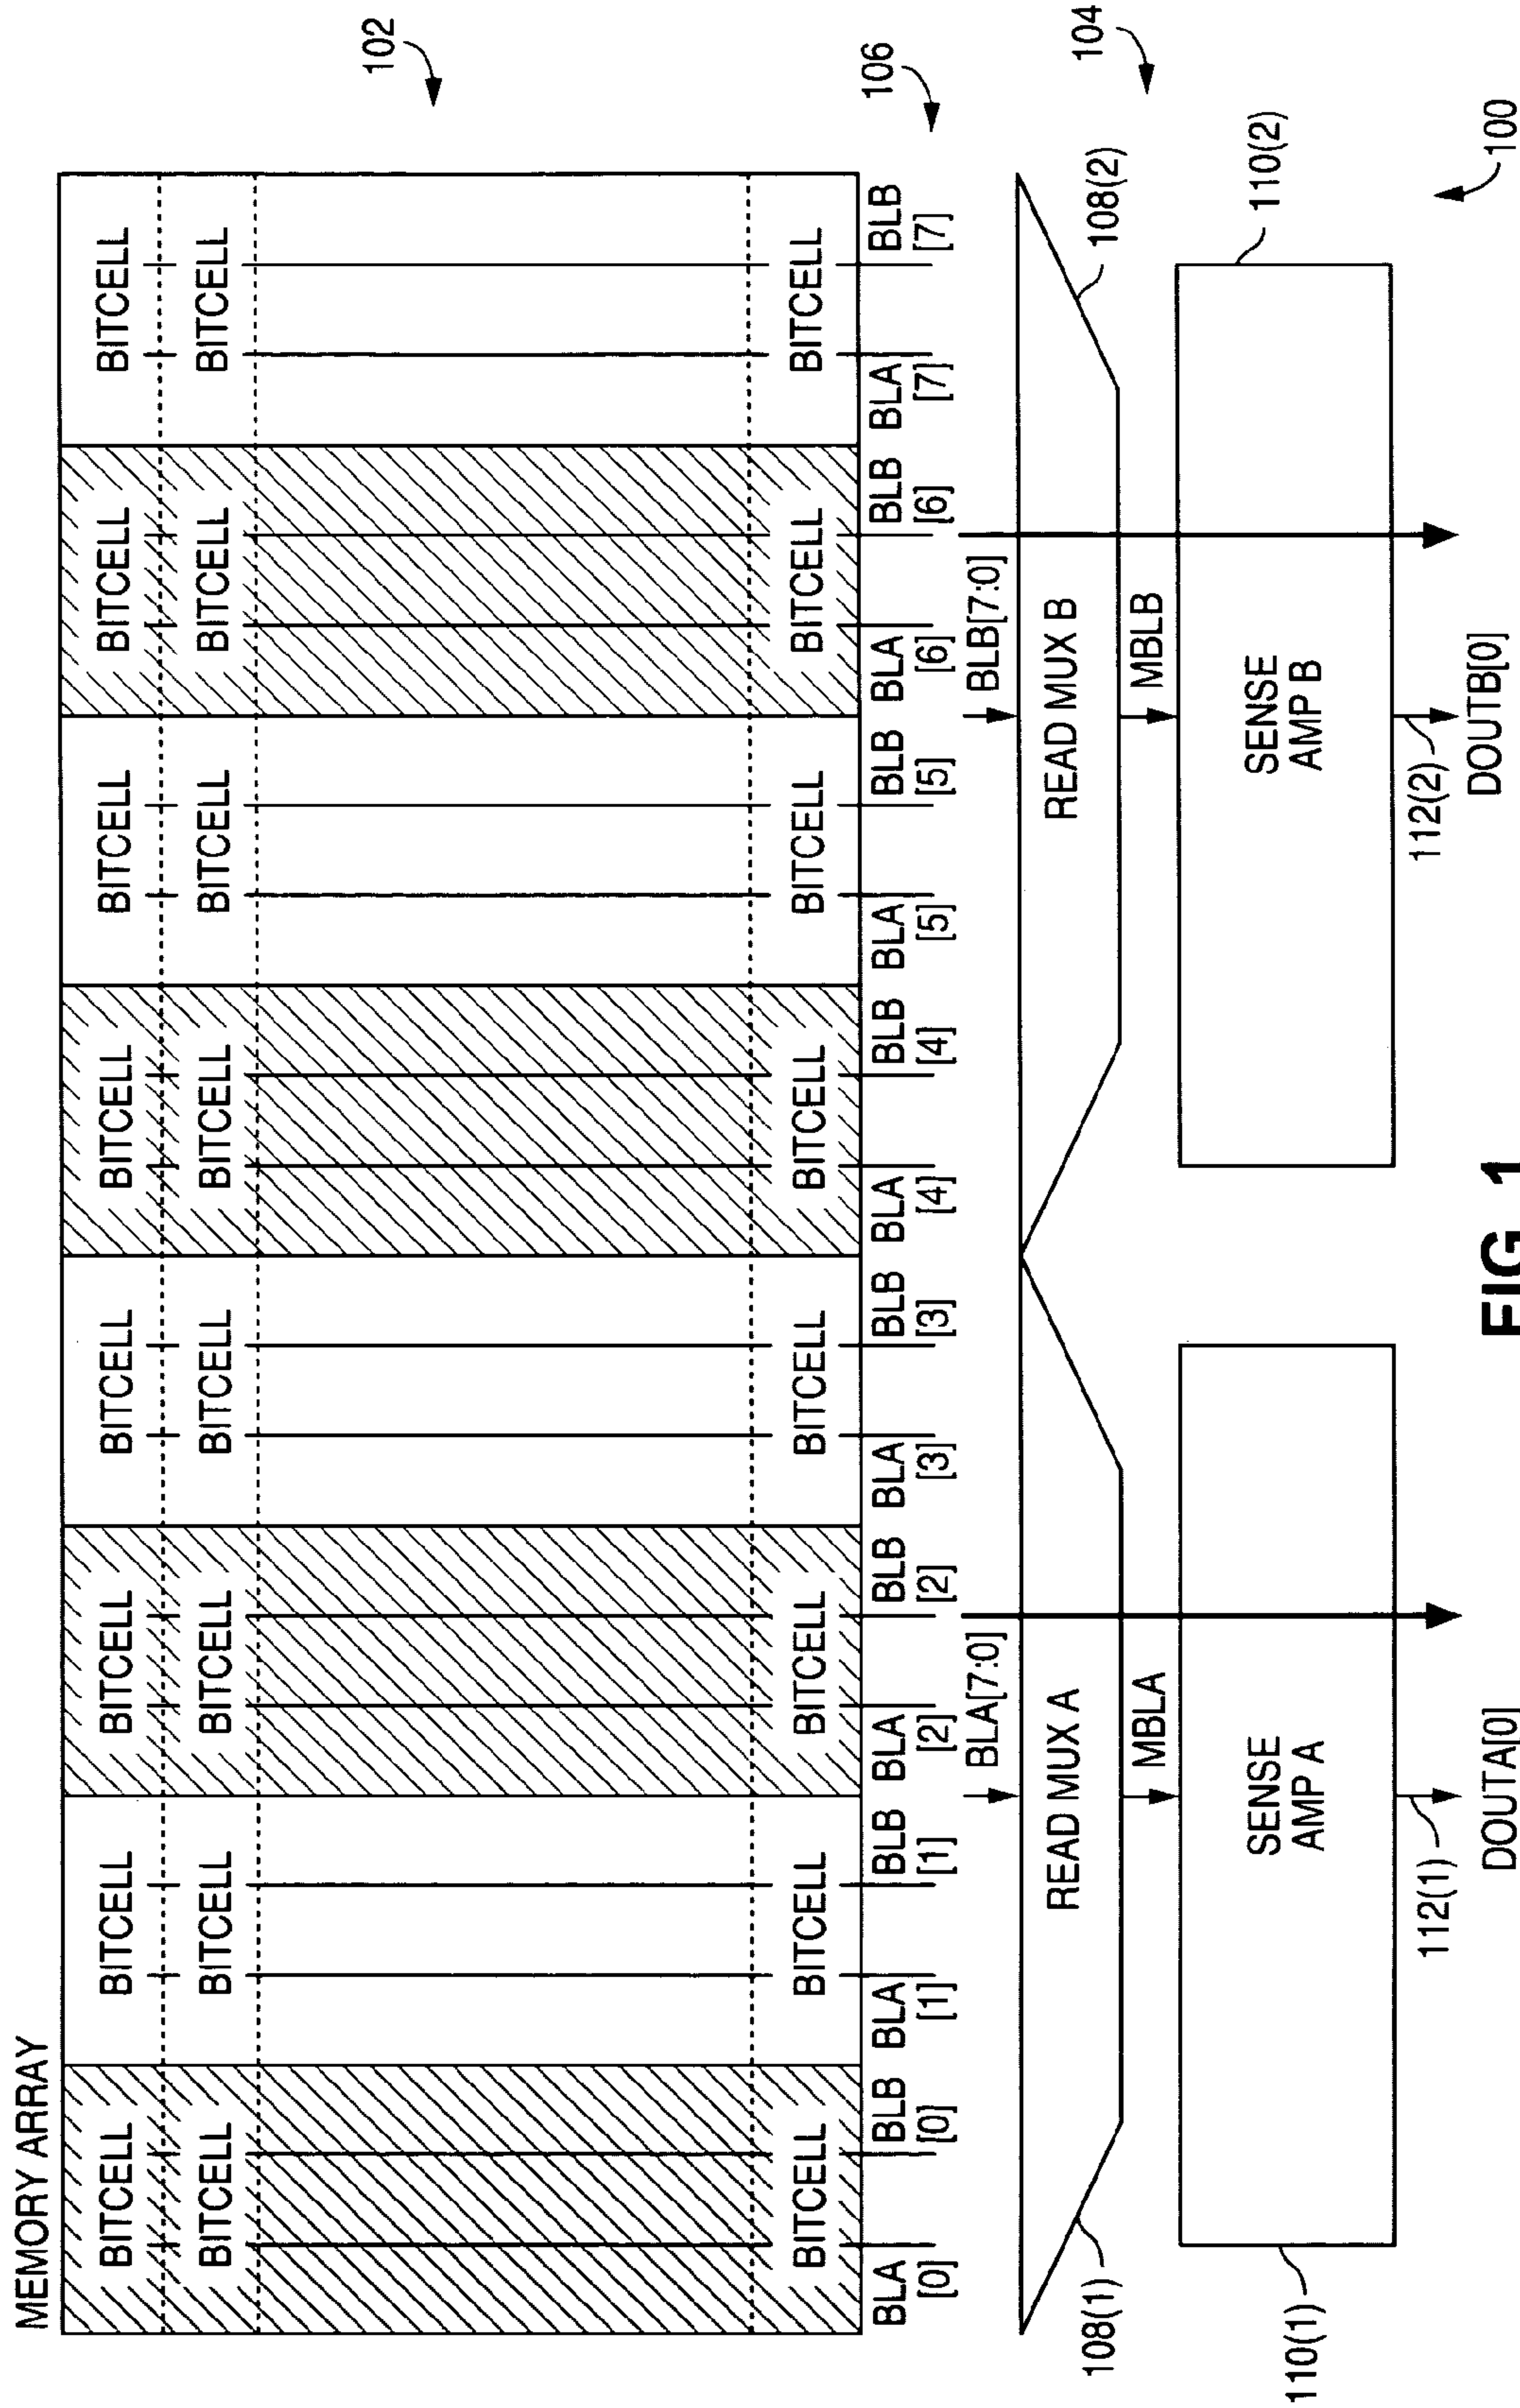 MEMORY ARRAY
BITCELL BITCELL BITCELL BITCELL BITCELL BITCELL BITCELL BITCELL
BITCELL BITCELL BITCELL BITCELL BITCELL BITCELL BITCELL BITCELL
102
BITCELL BITCELL BITCELL BITCELL BITCELL BITCELL BITCELL BITCELL
BLA BLB BLA BLB BLA BLB BLA BLB BLA BLB BLA BLB BLA BLB BLA BLB
[0] [0] [1] [1] [2] [2] [3] [3] [4] [4] [5] [5] [6] [6] [7] [7]
106
BLA[7:0] BLB[7:0]
READ MUX A READ MUX B
108(1) 108(2)
104
MBLA MBLB
SENSE SENSE
AMP A AMP B
110(1) 110(2)
112(1) 112(2)
DOUTA[0] DOUTB[0]
100
FIG. 1